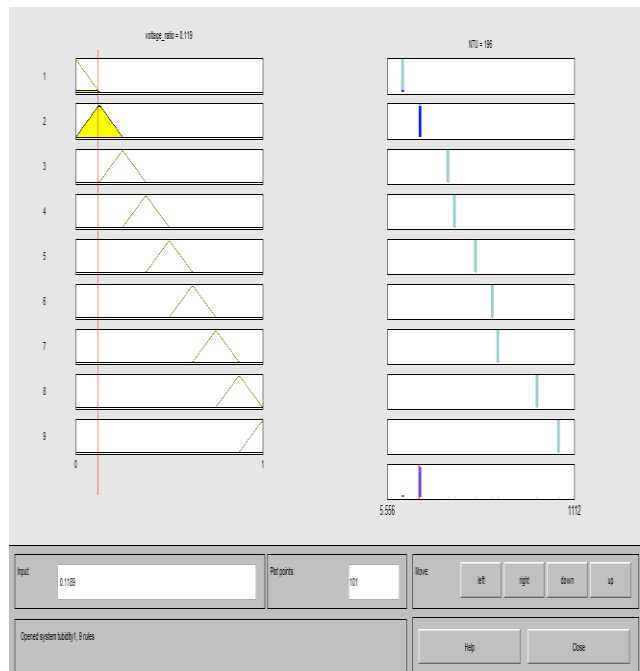 voltage_ratio = 0.119
NTU = 196
1
2
3
4
5
6
7
8
9
0 1
5.556 1112
Input:
0.1189
Plot points:
101
Move:
left right down up
Opened system tubidity1, 9 rules
Help Close